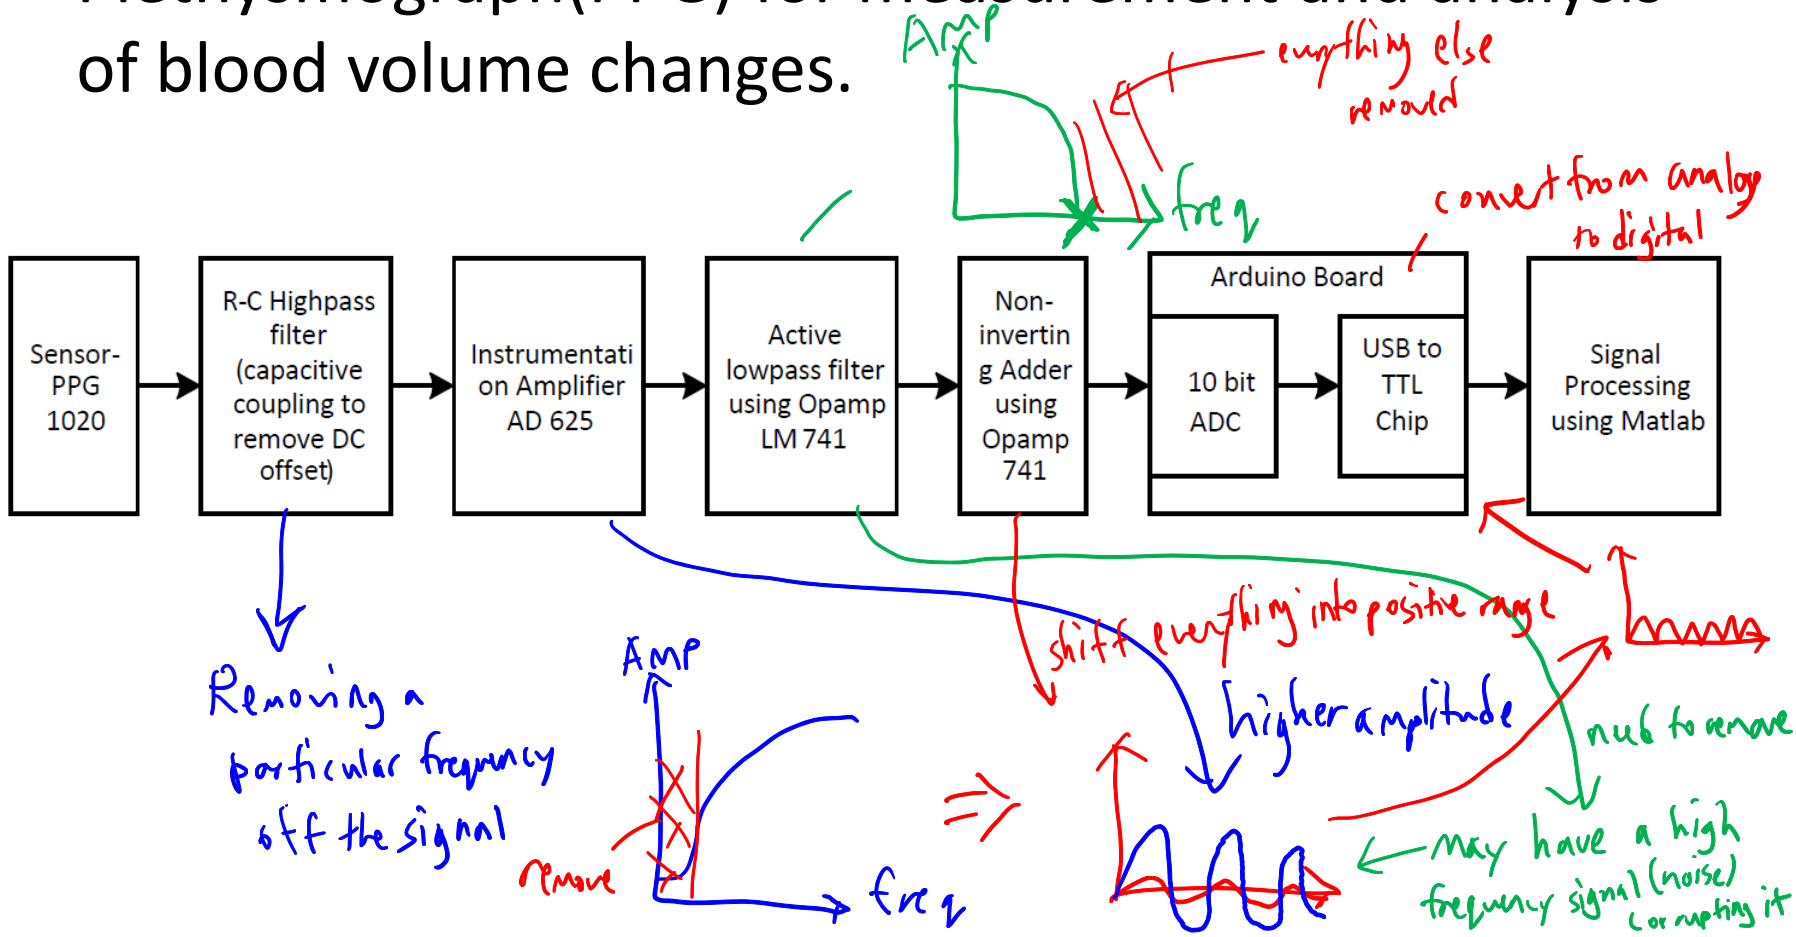 of blood volume changes.
Amp
everything else
removed
freq
convert from analog
to digital
Sensor-
PPG
1020
R-C Highpass
filter
(capacitive
coupling to
remove DC
offset)
Instrumentati
on Amplifier
AD 625
Active
lowpass filter
using Opamp
LM 741
Non-
invertin
g Adder
using
Opamp
741
Arduino Board
10 bit
ADC
USB to
TTL
Chip
Signal
Processing
using Matlab
shift everything into positive range
Removing a
particular frequency
off the signal
Amp
remove
freq
higher amplitude
need to remove
may have a high
frequency signal (noise)
corrupting it